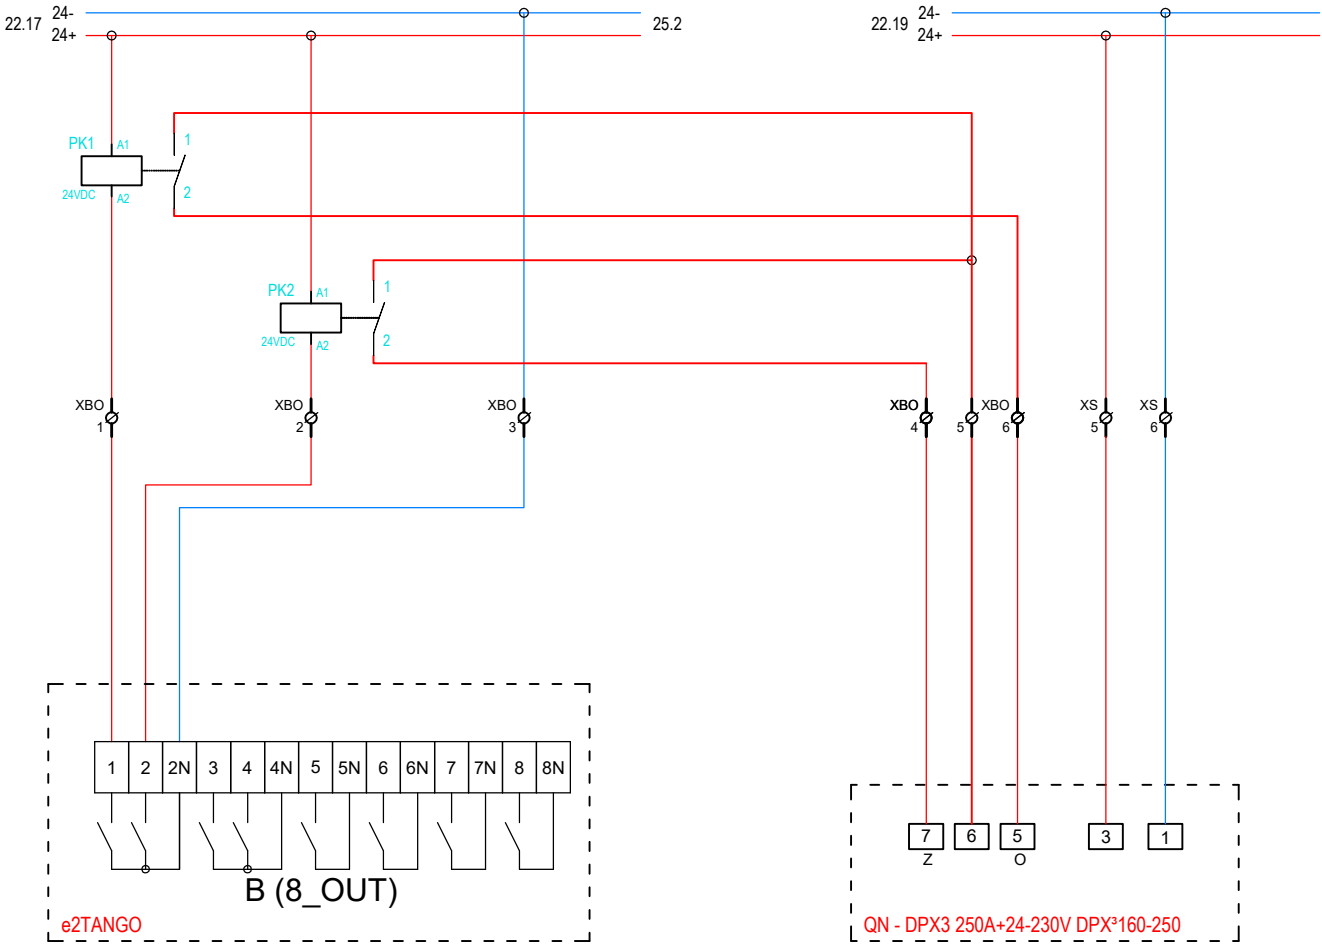 24-
22.17
24+
25.2
24-
22.19
24+
PK1
A1
1
24VDC
A2
2
PK2
A1
1
24VDC
A2
2
XBO
1
XBO
2
XBO
3
XBO
4
5
XBO
6
XS
5
XS
6
1 2 2N 3 4 4N 5 5N 6 6N 7 7N 8 8N
B (8_OUT)
e2TANGO
7 6 5 3 1
Z O
QN - DPX3 250A+24-230V DPX³160-250